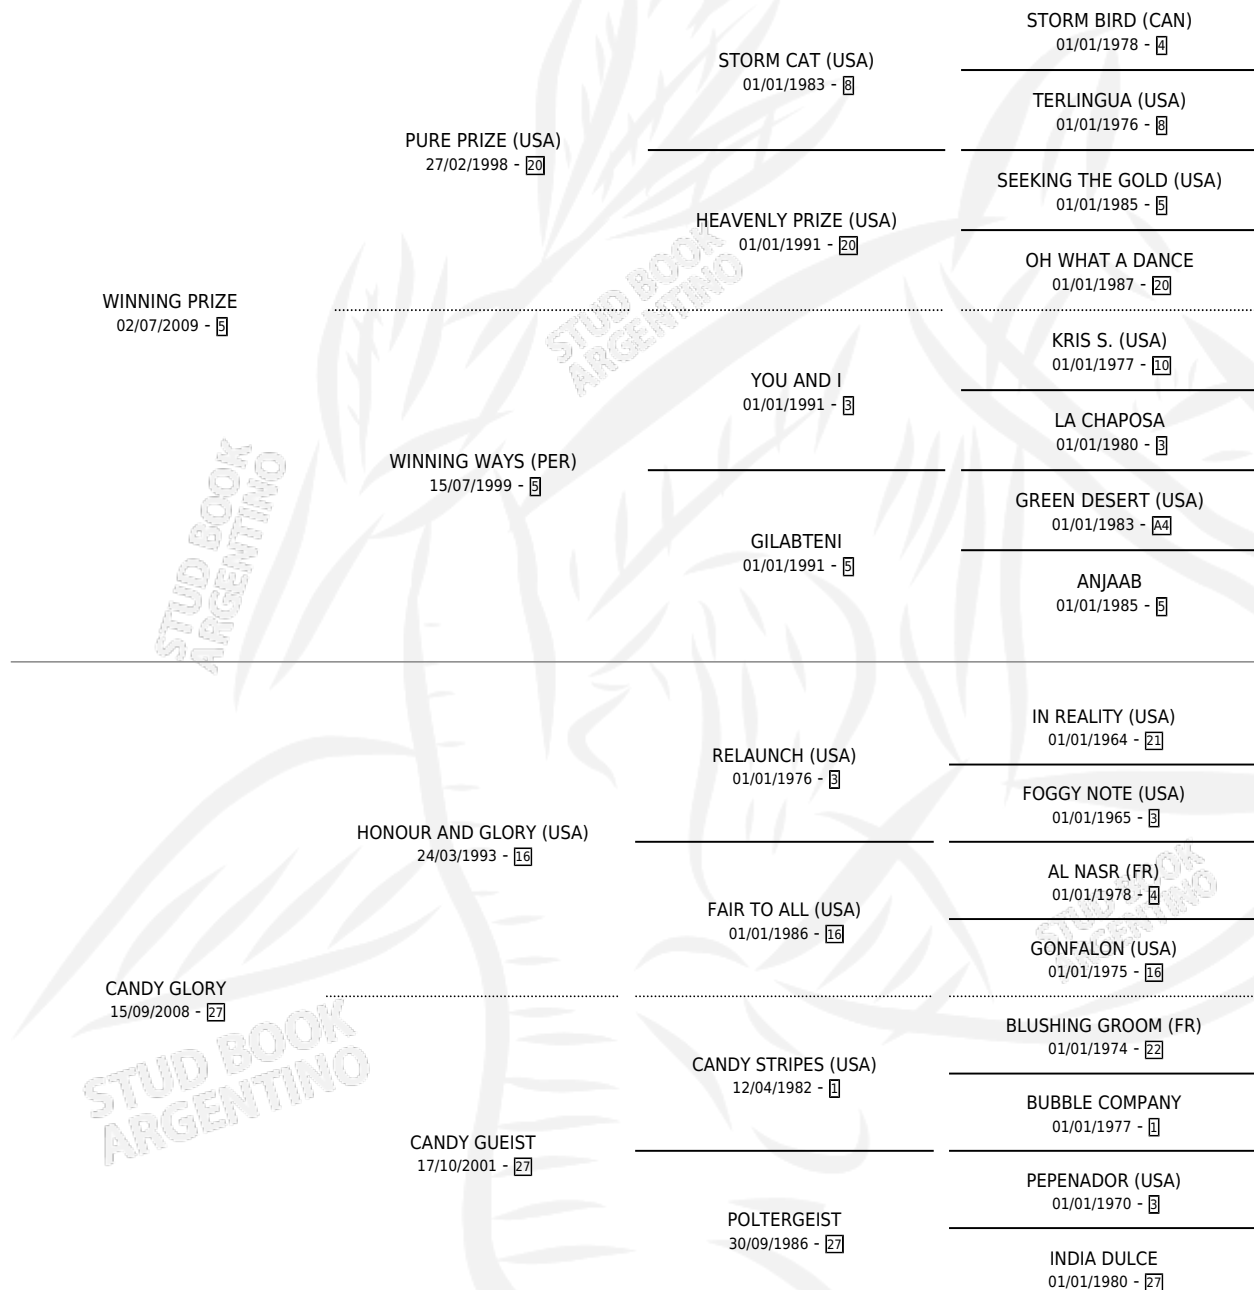 WINNING PRIZE
02/07/2009 - 5
PURE PRIZE (USA)
27/02/1998 - 20
WINNING WAYS (PER)
15/07/1999 - 5
STORM CAT (USA)
01/01/1983 - 8
HEAVENLY PRIZE (USA)
01/01/1991 - 20
YOU AND I
01/01/1991 - 3
GILABTENI
01/01/1991 - 5
STORM BIRD (CAN)
01/01/1978 - 4
TERLINGUA (USA)
01/01/1976 - 8
SEEKING THE GOLD (USA)
01/01/1985 - 5
OH WHAT A DANCE
01/01/1987 - 20
KRIS S. (USA)
01/01/1977 - 10
LA CHAPOSA
01/01/1980 - 3
GREEN DESERT (USA)
01/01/1983 - A4
ANJAAB
01/01/1985 - 5
CANDY GLORY
15/09/2008 - 27
HONOUR AND GLORY (USA)
24/03/1993 - 16
CANDY GUEIST
17/10/2001 - 27
RELAUNCH (USA)
01/01/1976 - 3
FAIR TO ALL (USA)
01/01/1986 - 16
CANDY STRIPES (USA)
12/04/1982 - 1
POLTERGEIST
30/09/1986 - 27
IN REALITY (USA)
01/01/1964 - 21
FOGGY NOTE (USA)
01/01/1965 - 3
AL NASR (FR)
01/01/1978 - 4
GONFALON (USA)
01/01/1975 - 16
BLUSHING GROOM (FR)
01/01/1974 - 22
BUBBLE COMPANY
01/01/1977 - 1
PEPENADOR (USA)
01/01/1970 - 3
INDIA DULCE
01/01/1980 - 27
STUD BOOK
ARGENTINO
STUD BOOK
ARGENTINO
STUD BOOK
ARGENTINO
STUD BOOK
ARGENTINO